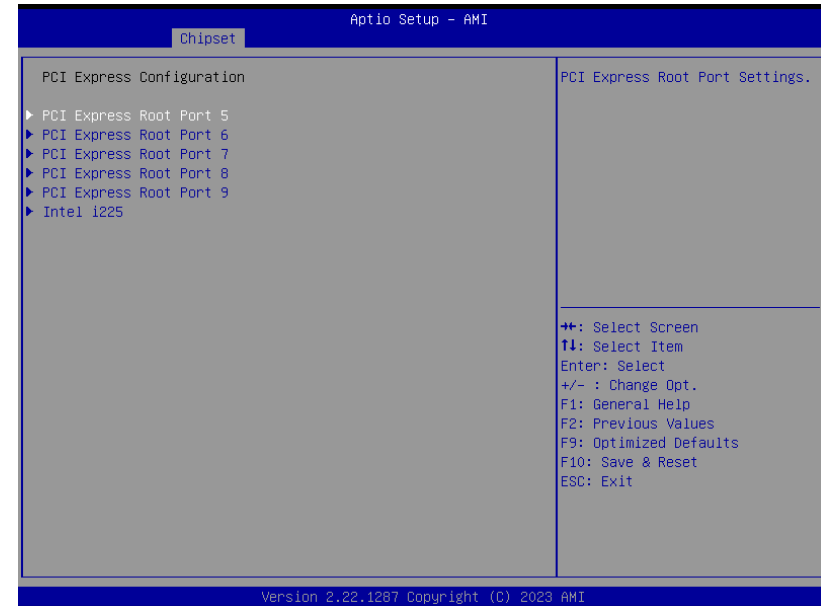 Aptio Setup – AMI
Chipset
PCI Express Configuration
PCI Express Root Port 5
PCI Express Root Port 6
PCI Express Root Port 7
PCI Express Root Port 8
PCI Express Root Port 9
Intel i225
PCI Express Root Port Settings.
→←: Select Screen
↑↓: Select Item
Enter: Select
+/- : Change Opt.
F1: General Help
F2: Previous Values
F9: Optimized Defaults
F10: Save & Reset
ESC: Exit
Version 2.22.1287 Copyright (C) 2023 AMI